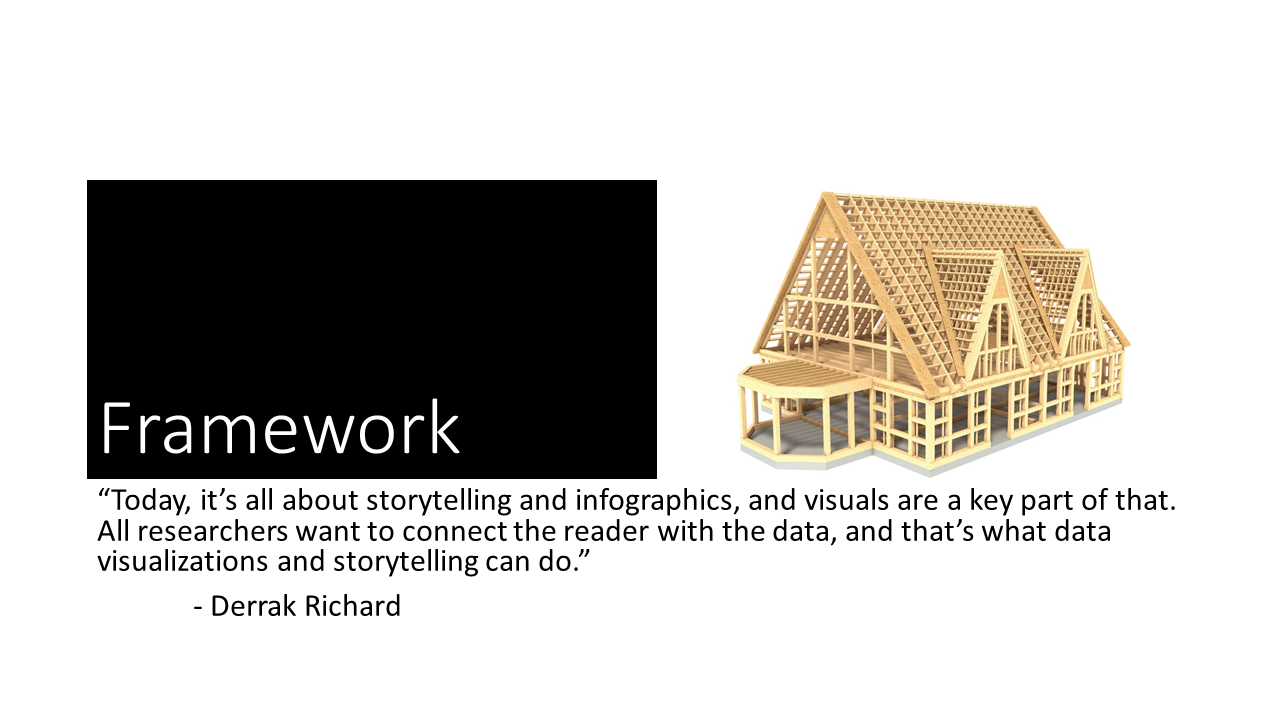 Framework
“Today, it’s all about storytelling and infographics, and visuals are a key part of that.
All researchers want to connect the reader with the data, and that’s what data
visualizations and storytelling can do.”
- Derrak Richard